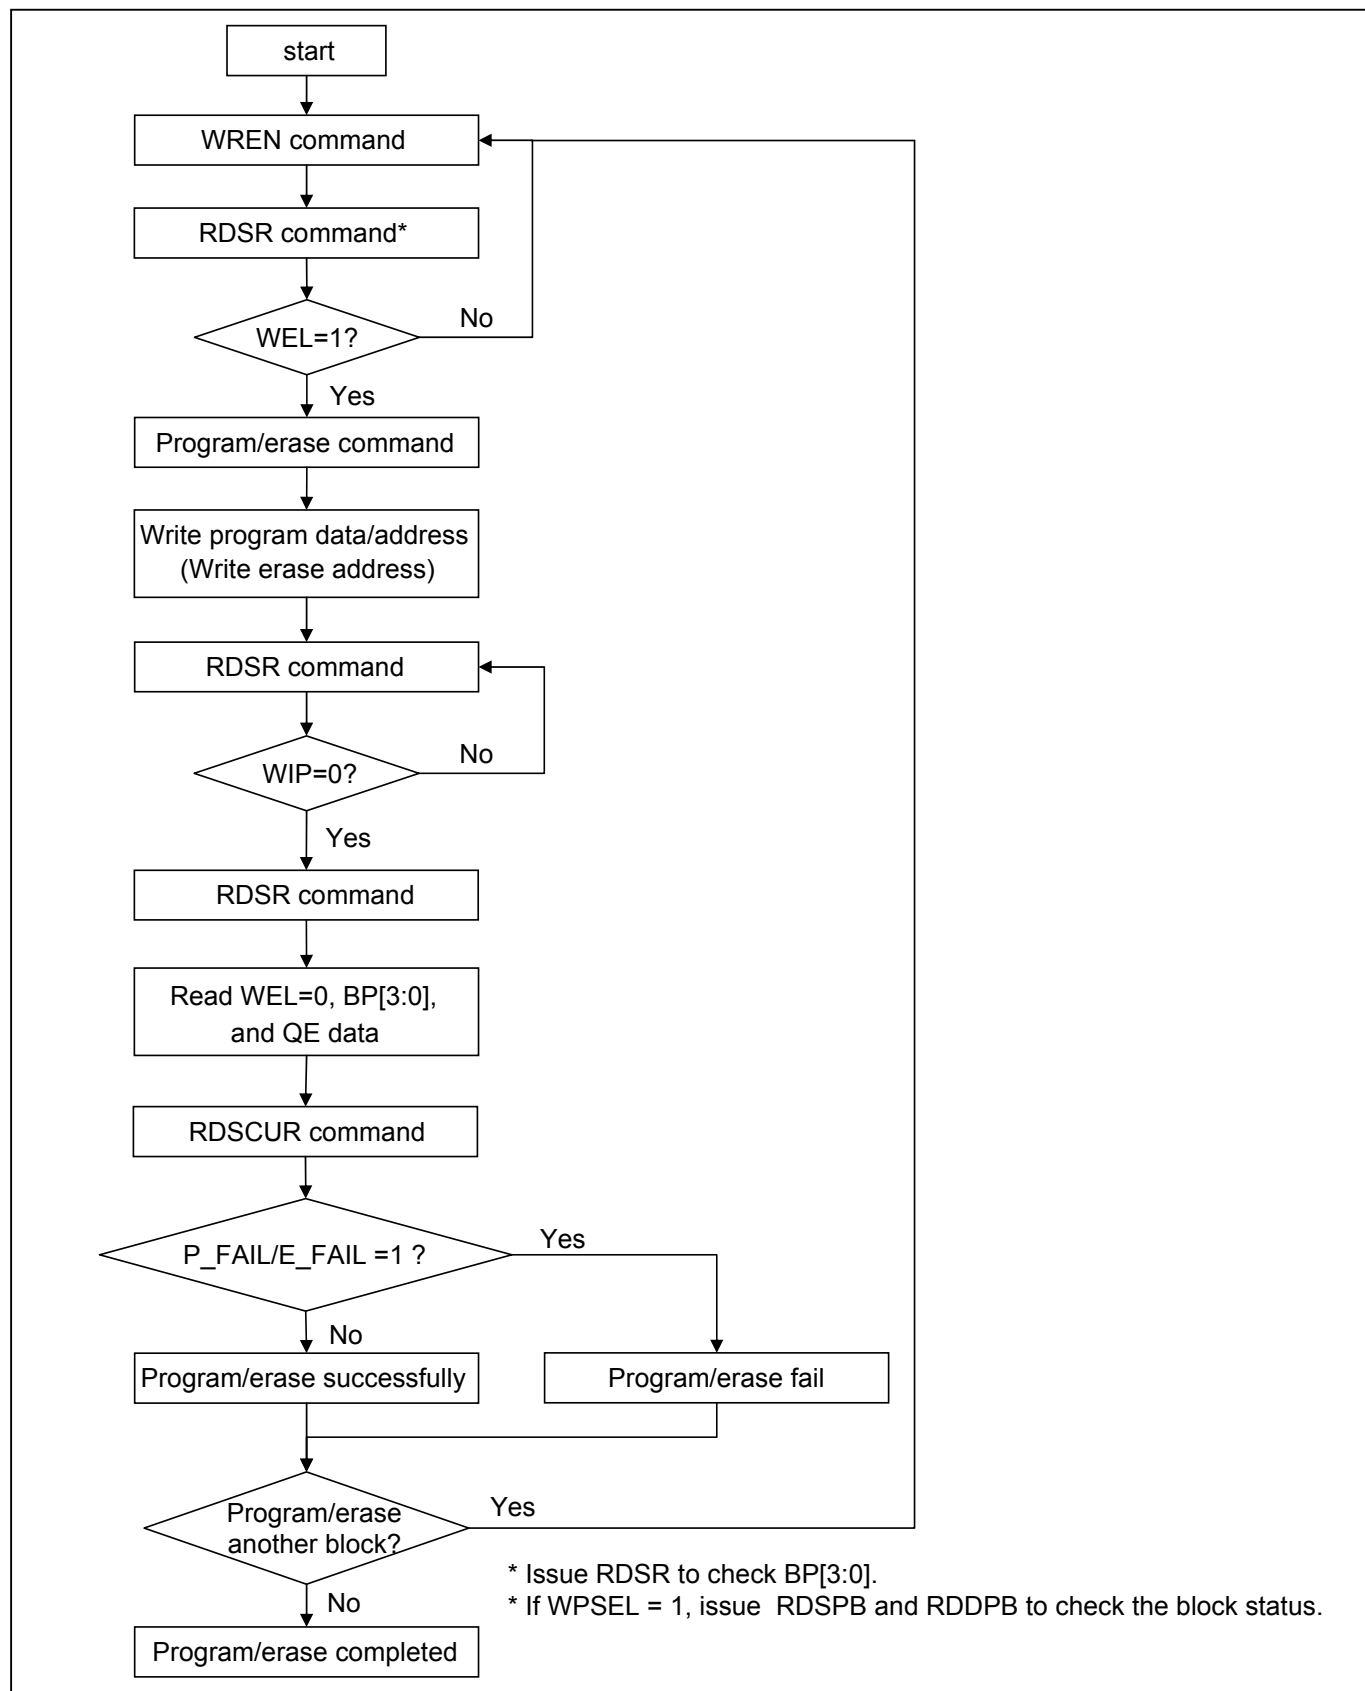 start
WREN command
RDSR command*
WEL=1?
No
Yes
Program/erase command
Write program data/address
(Write erase address)
RDSR command
WIP=0?
No
Yes
RDSR command
Read WEL=0, BP[3:0],
and QE data
RDSCUR command
P_FAIL/E_FAIL =1 ?
Yes
No
Program/erase successfully
Program/erase fail
Program/erase
another block?
Yes
No
* Issue RDSR to check BP[3:0].
* If WPSEL = 1, issue  RDSPB and RDDPB to check the block status.
Program/erase completed